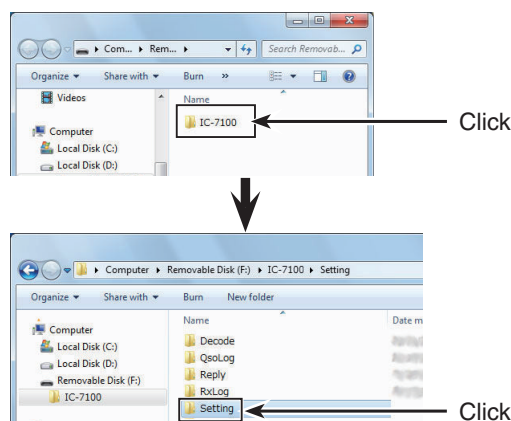 Com... Rem... Search Removab...
Organize Share with Burn »
Videos Name
IC-7100 Click
Computer
Local Disk (C:)
Local Disk (D:)
Computer Removable Disk (F:) IC-7100 Setting
Organize Share with Burn New folder
Name Date m
Computer Decode
Local Disk (C:) QsoLog
Local Disk (D:) Reply
Removable Disk (F:) RxLog
IC-7100 Setting Click